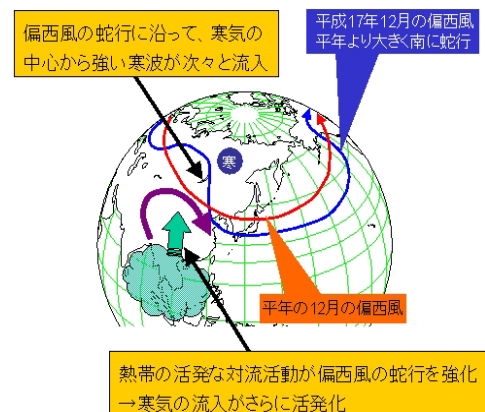 偏西風の蛇行に沿って、寒気の
中心から強い寒波が次々と流入
平成17年12月の偏西風
平年より大きく南に蛇行
寒
平年の12月の偏西風
熱帯の活発な対流活動が偏西風の蛇行を強化
→寒気の流入がさらに活発化